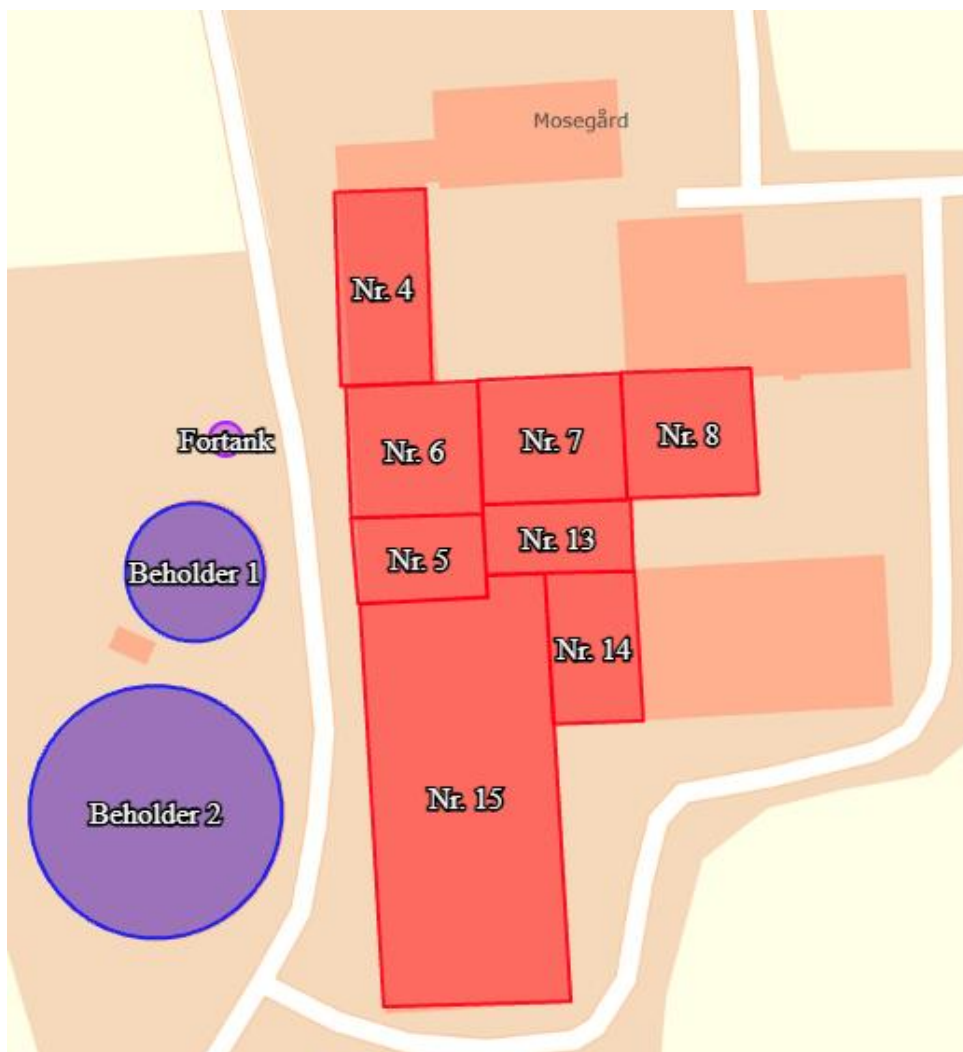 Mosegård
Nr. 4
Nr. 6
Nr. 7
Nr. 8
Fortank
Nr. 13
Nr. 5
Beholder 1
Nr. 14
Nr. 15
Beholder 2